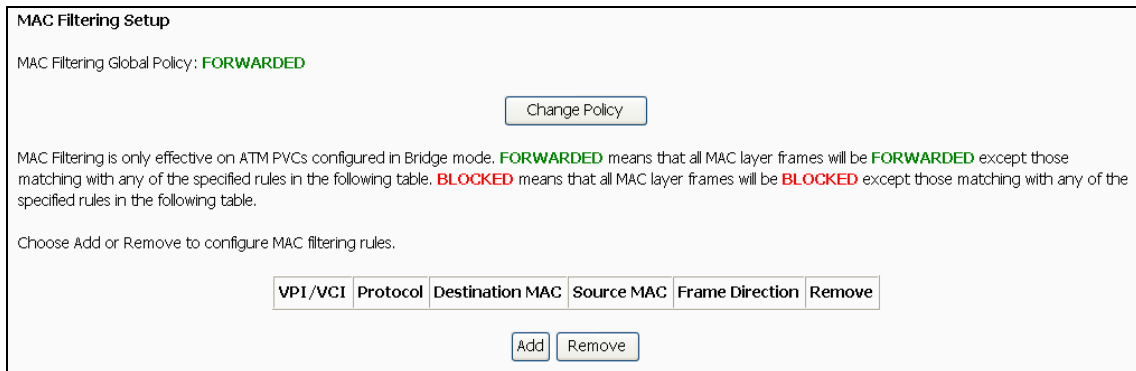 MAC Filtering Setup
MAC Filtering Global Policy: FORWARDED
Change Policy
MAC Filtering is only effective on ATM PVCs configured in Bridge mode. FORWARDED means that all MAC layer frames will be FORWARDED except those
matching with any of the specified rules in the following table. BLOCKED means that all MAC layer frames will be BLOCKED except those matching with any of the
specified rules in the following table.
Choose Add or Remove to configure MAC filtering rules.
VPI/VCI Protocol Destination MAC Source MAC Frame Direction Remove
Add Remove